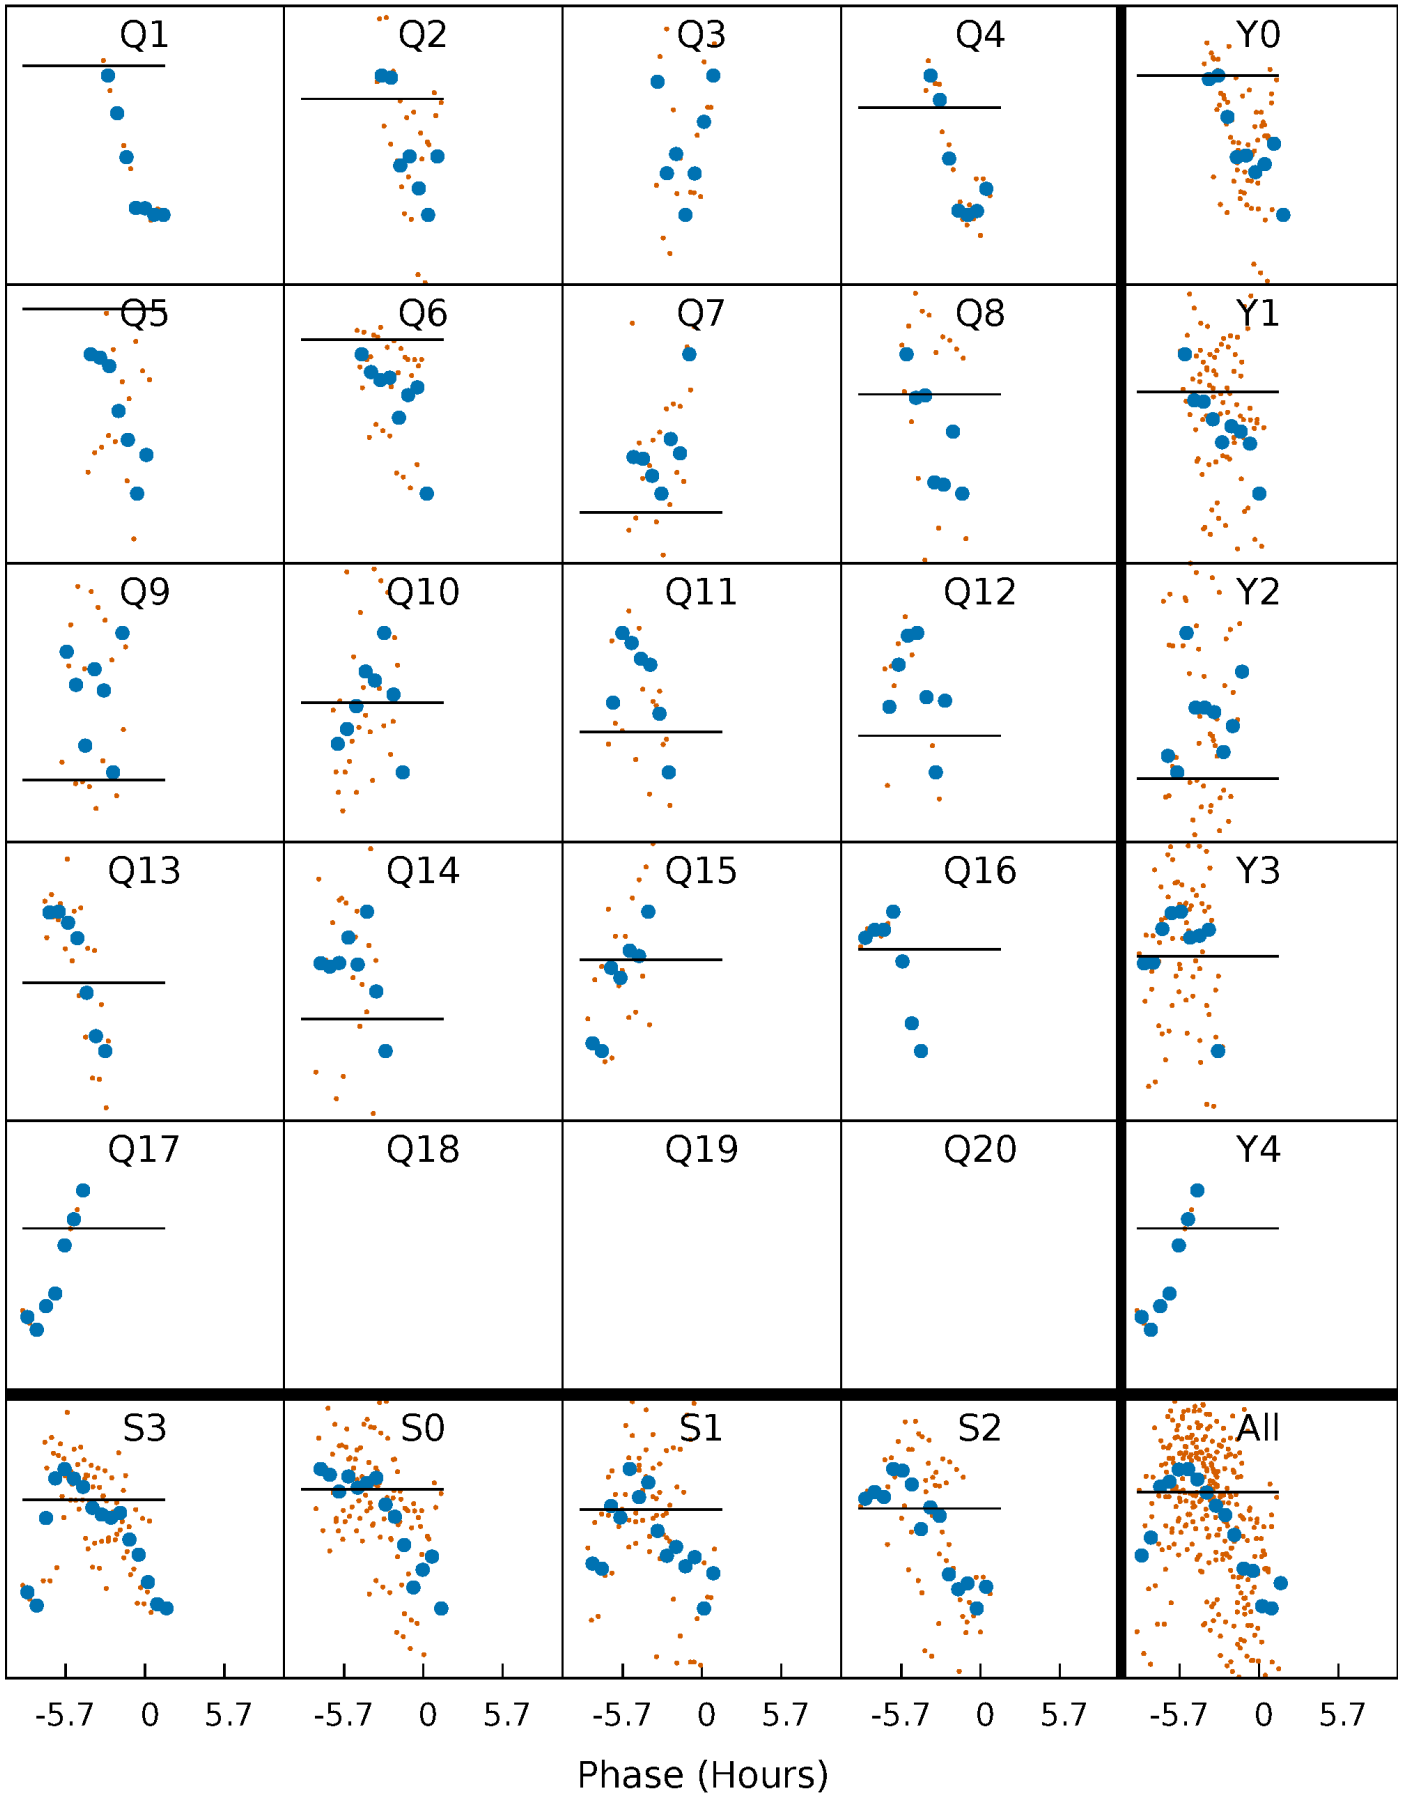 Q1 Q2 Q3 Q4 Y0
Q5 Q6 Q7 Q8 Y1
Q9 Q10 Q11 Q12 Y2
Q13 Q14 Q15 Q16 Y3
Q17 Q18 Q19 Q20 Y4
S3 S0 S1 S2 All
-5.7 0 5.7 -5.7 0 5.7 -5.7 0 5.7 -5.7 0 5.7 -5.7 0 5.7
Phase (Hours)